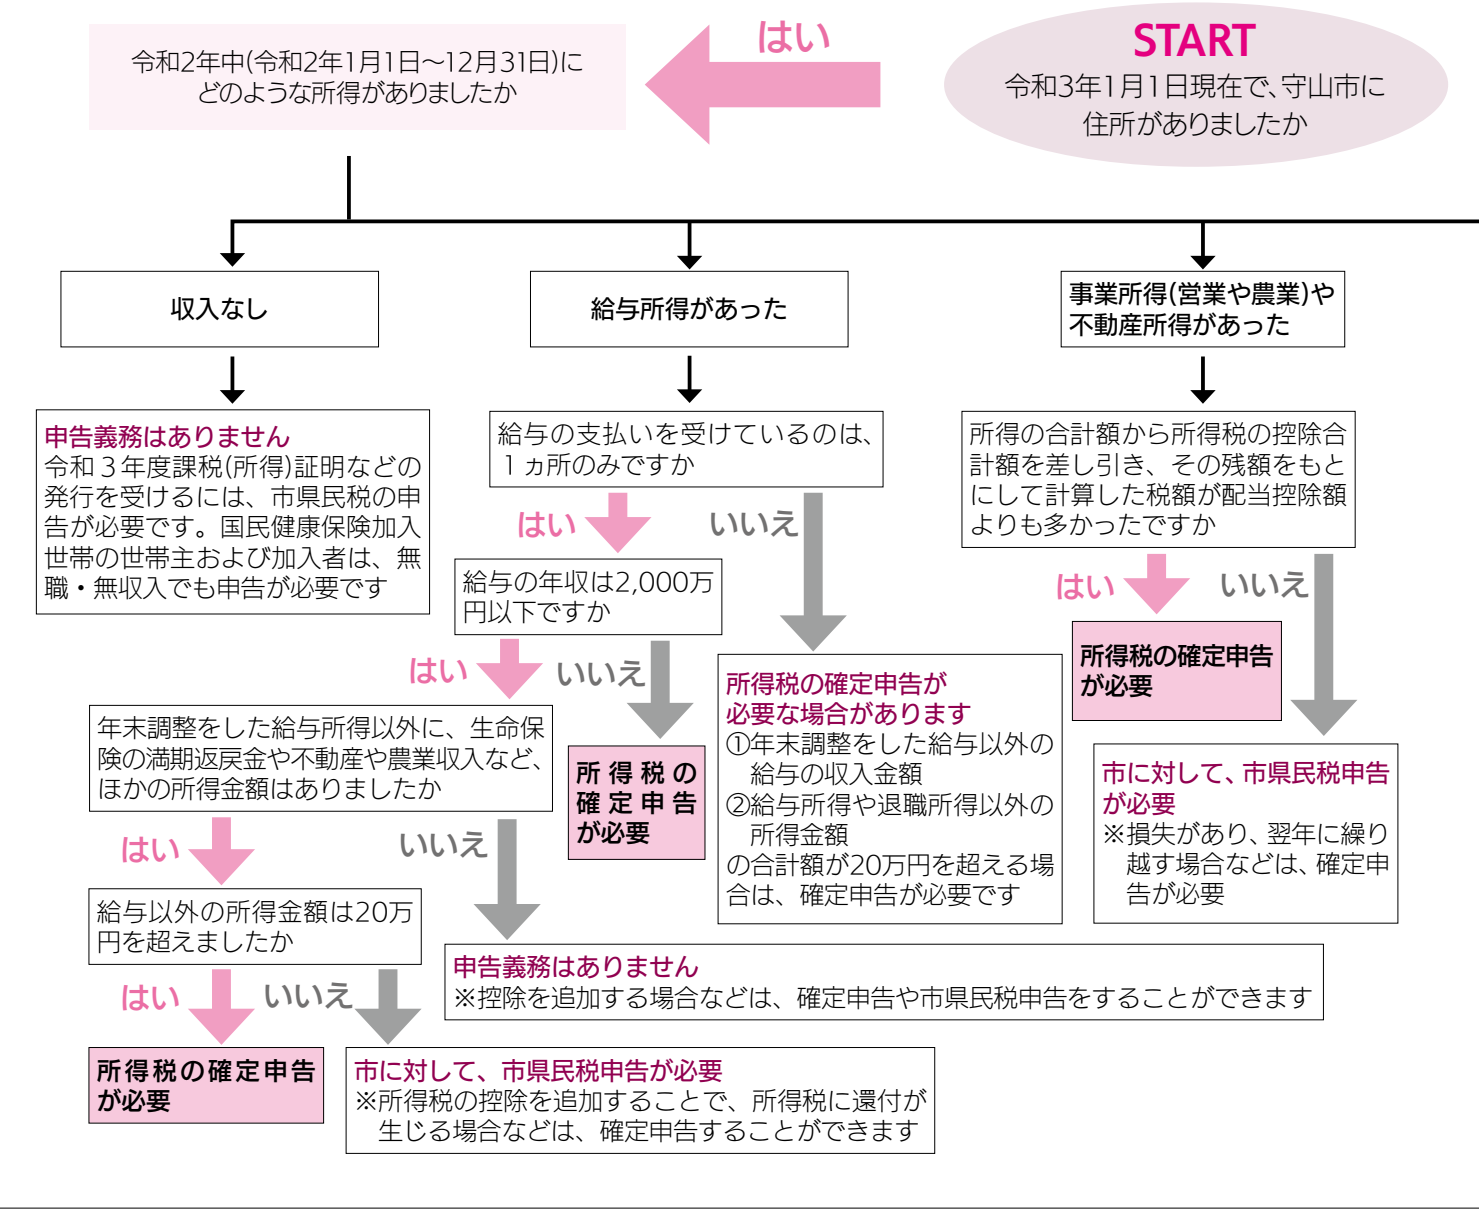 START
令和3年1月1日現在で、守山市に
住所がありましたか
はい
令和2年中(令和2年1月1日〜12月31日)に
どのような所得がありましたか
収入なし
申告義務はありません
令和３年度課税(所得)証明などの
発行を受けるには、市県民税の申
告が必要です。国民健康保険加入
世帯の世帯主および加入者は、無
職・無収入でも申告が必要です
給与所得があった
給与の支払いを受けているのは、
１ヵ所のみですか
はい
いいえ
給与の年収は2,000万
円以下ですか
はい
いいえ
年末調整をした給与所得以外に、生命保
険の満期返戻金や不動産や農業収入など、
ほかの所得金額はありましたか
はい
いいえ
給与以外の所得金額は20万
円を超えましたか
はい
いいえ
所得税の確定申告
が必要
市に対して、市県民税申告が必要
※所得税の控除を追加することで、所得税に還付が
生じる場合などは、確定申告することができます
申告義務はありません
※控除を追加する場合などは、確定申告や市県民税申告をすることができます
所得税の
確定申告
が必要
所得税の確定申告が
必要な場合があります
①年末調整をした給与以外の
給与の収入金額
②給与所得や退職所得以外の
所得金額
の合計額が20万円を超える場
合は、確定申告が必要です
事業所得(営業や農業)や
不動産所得があった
所得の合計額から所得税の控除合
計額を差し引き、その残額をもと
にして計算した税額が配当控除額
よりも多かったですか
はい
いいえ
所得税の確定申告
が必要
市に対して、市県民税申告
が必要
※損失があり、翌年に繰り
越す場合などは、確定申
告が必要